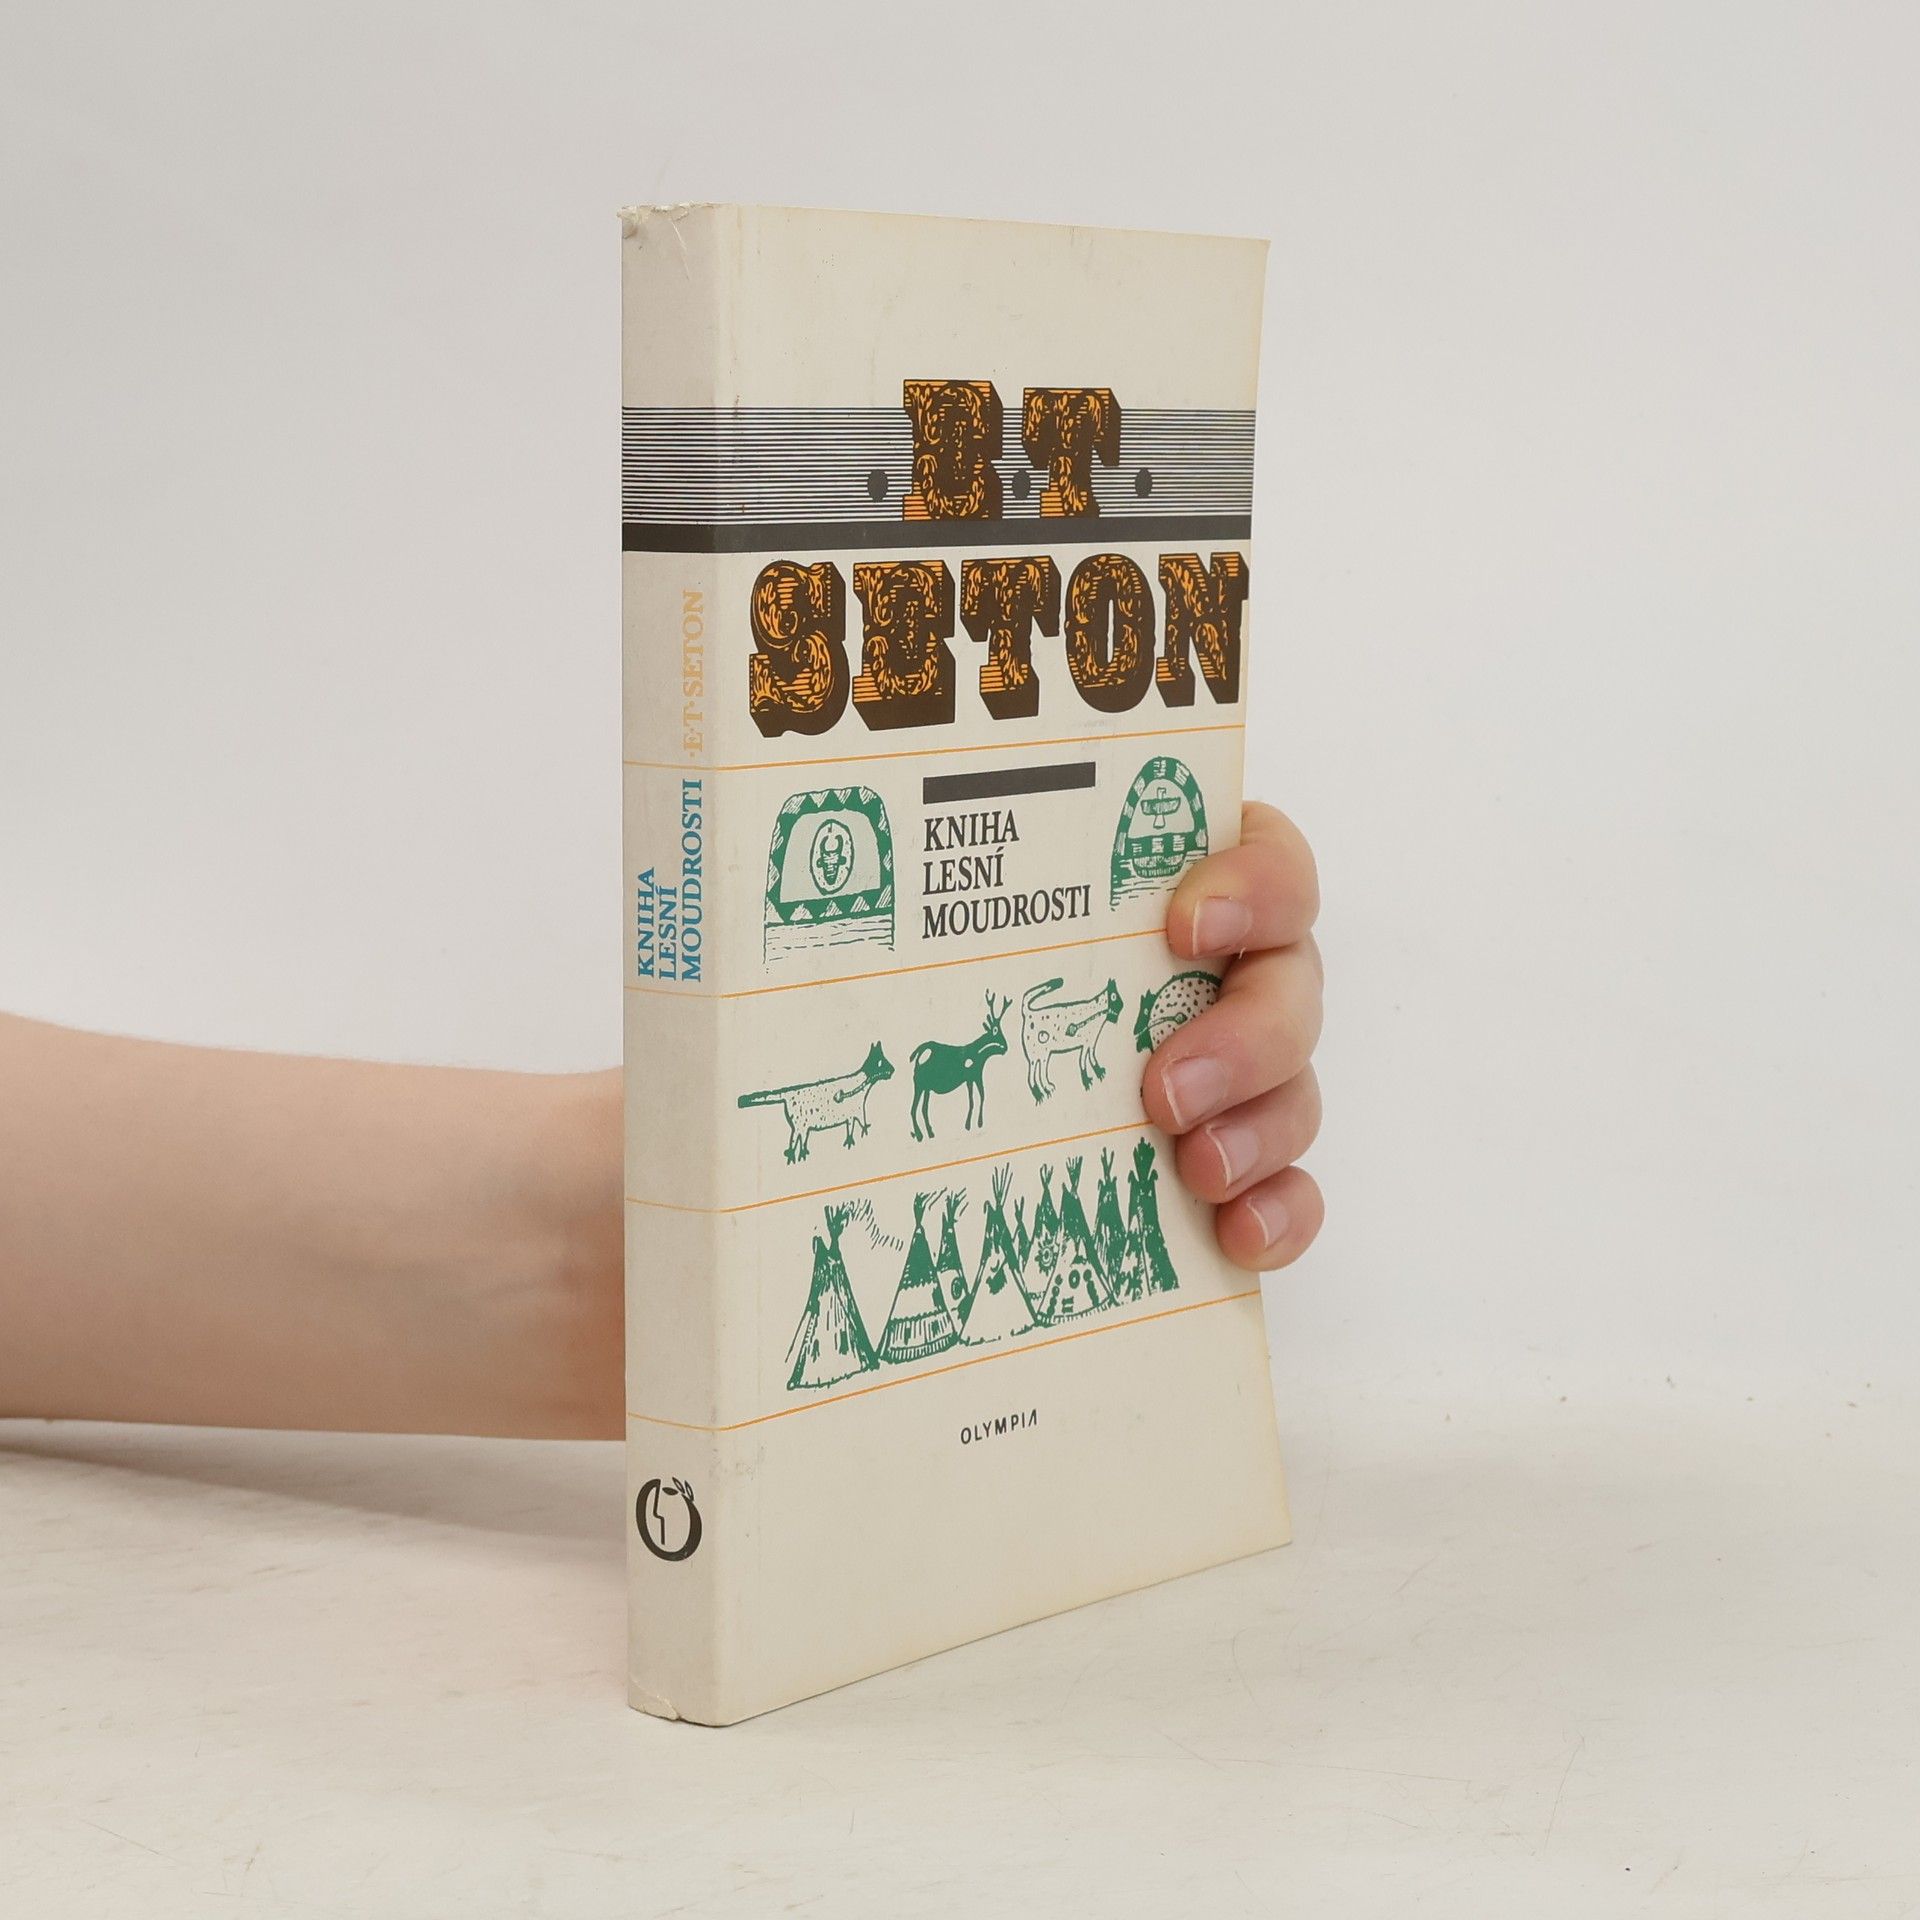 ·E·T·
SETON
KNIHA
LESNÍ
MOUDROSTI
OLYMPIA
KNIHA
LESNÍ
MOUDROSTI
·E·T·SETON